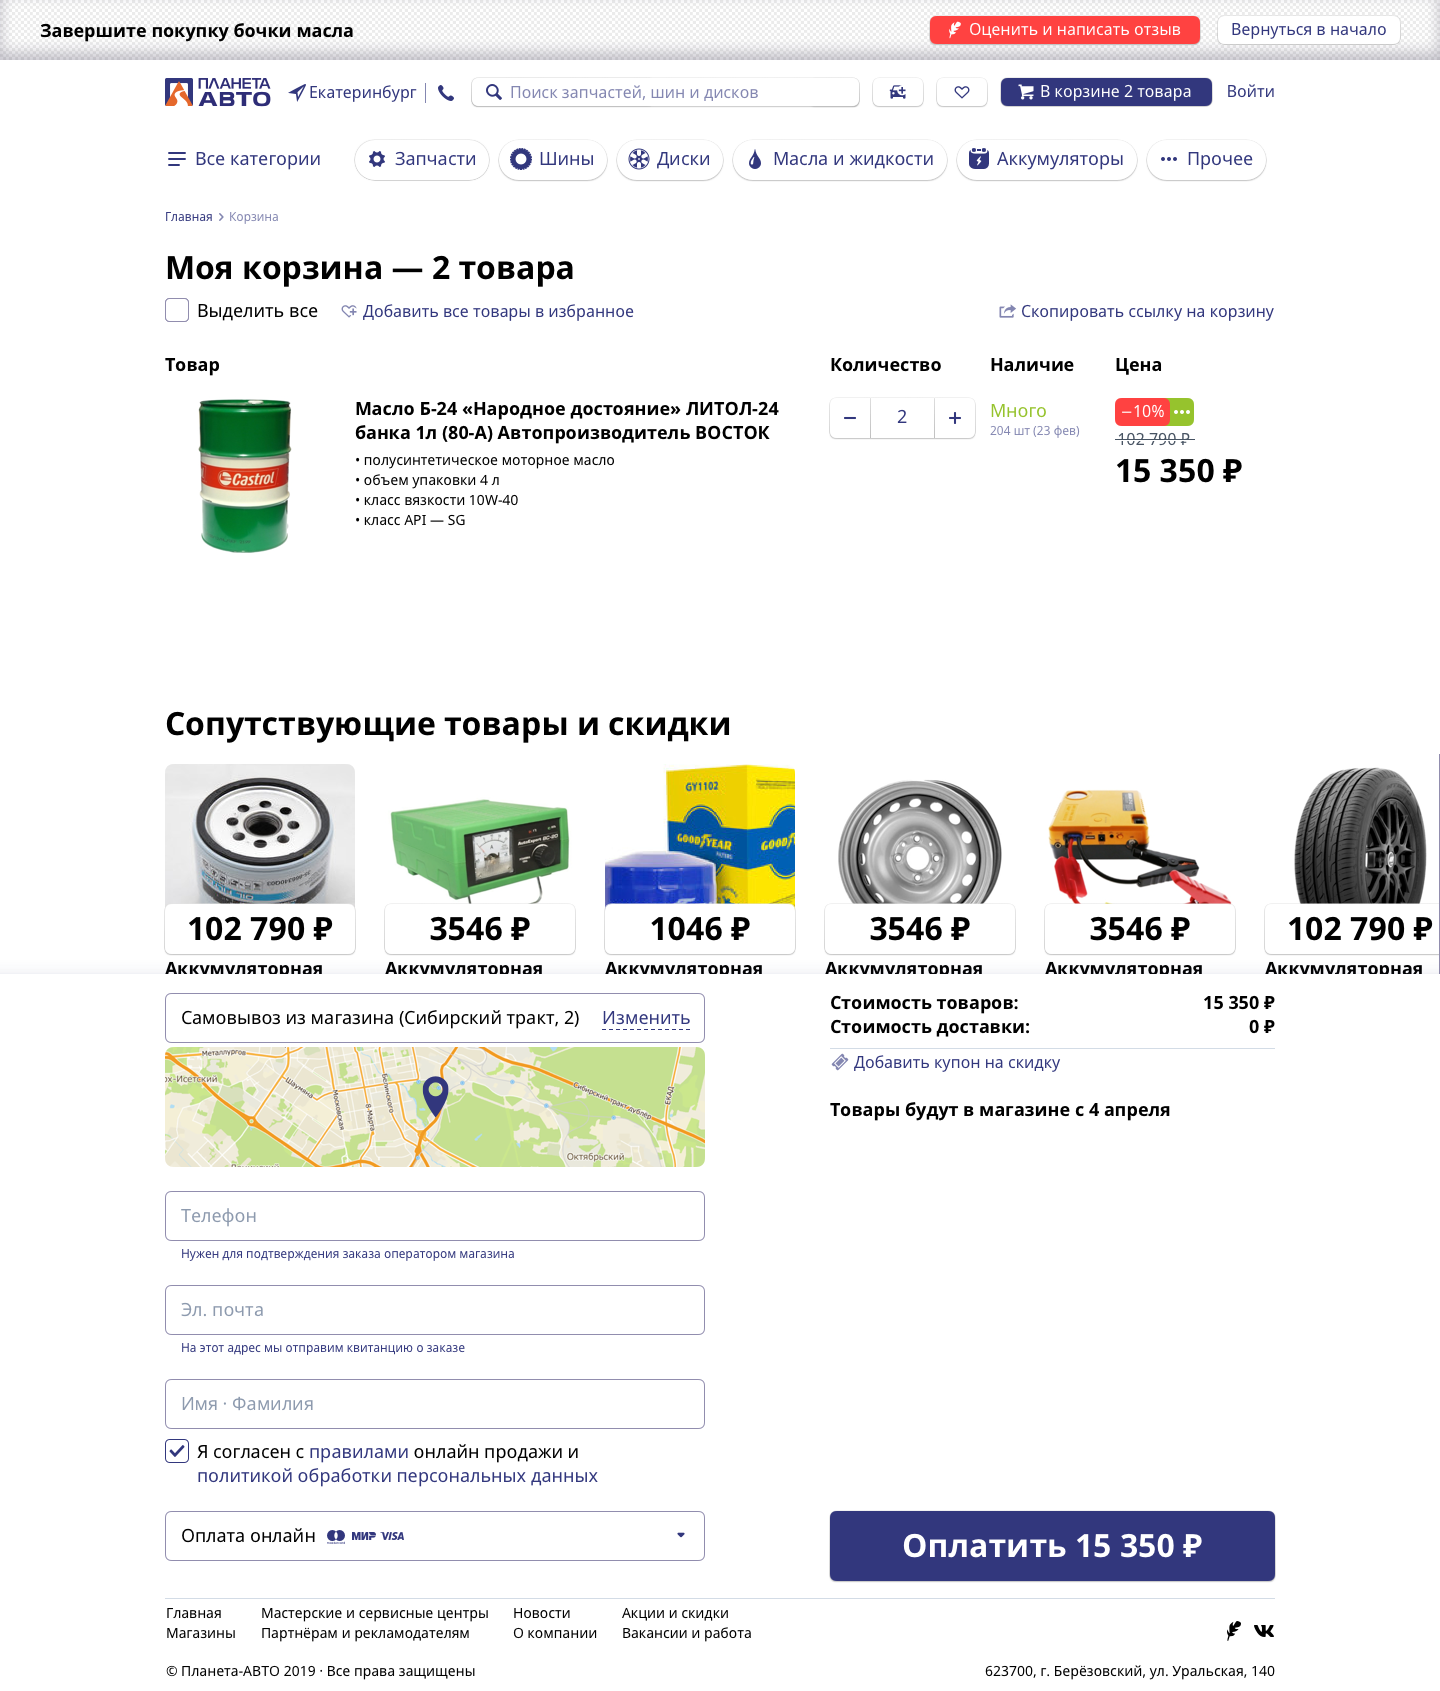 Завершите покупку бочки масла
Оценить и написать отзыв
Вернуться в начало
ПЛАНЕТА
АВТО
Екатеринбург
Поиск запчастей, шин и дисков
В корзине 2 товара
Войти
Все категории
Запчасти
Шины
Диски
Масла и жидкости
Аккумуляторы
Прочее
Главная
Корзина
Моя корзина — 2 товара
Выделить все
Добавить все товары в избранное
Скопировать ссылку на корзину
Товар
Количество
Наличие
Цена
Castrol
Масло Б-24 «Народное достояние» ЛИТОЛ-24
банка 1л (80-А) Автопроизводитель ВОСТОК
• полусинтетическое моторное масло
• объем упаковки 4 л
• класс вязкости 10W-40
• класс API — SG
2
Много
204 шт (23 фев)
−10%
102 790 ₽
15 350 ₽
Сопутствующие товары и скидки
GY1102
GOODYEAR
FILTERS
102 790 ₽
3546 ₽
1046 ₽
3546 ₽
3546 ₽
102 790 ₽
Аккумуляторная
Аккумуляторная
Аккумуляторная
Аккумуляторная
Аккумуляторная
Аккумуляторная
Самовывоз из магазина (Сибирский тракт, 2)
Изменить
Металлургов
рх-Исетский
Шаумяна
Московская
8-Марта
Белинского
Сибирский тракт дублер
ЕКАД
Октябрьский
Стоимость товаров:
15 350 ₽
Стоимость доставки:
0 ₽
Добавить купон на скидку
Товары будут в магазине с 4 апреля
Телефон
Нужен для подтверждения заказа оператором магазина
Эл. почта
На этот адрес мы отправим квитанцию о заказе
Имя · Фамилия
Я согласен с правилами онлайн продажи и
политикой обработки персональных данных
Оплата онлайн
МИР
VISA
Оплатить 15 350 ₽
Главная
Мастерские и сервисные центры
Новости
Акции и скидки
Магазины
Партнёрам и рекламодателям
О компании
Вакансии и работа
© Планета-АВТО 2019 · Все права защищены
623700, г. Берёзовский, ул. Уральская, 140